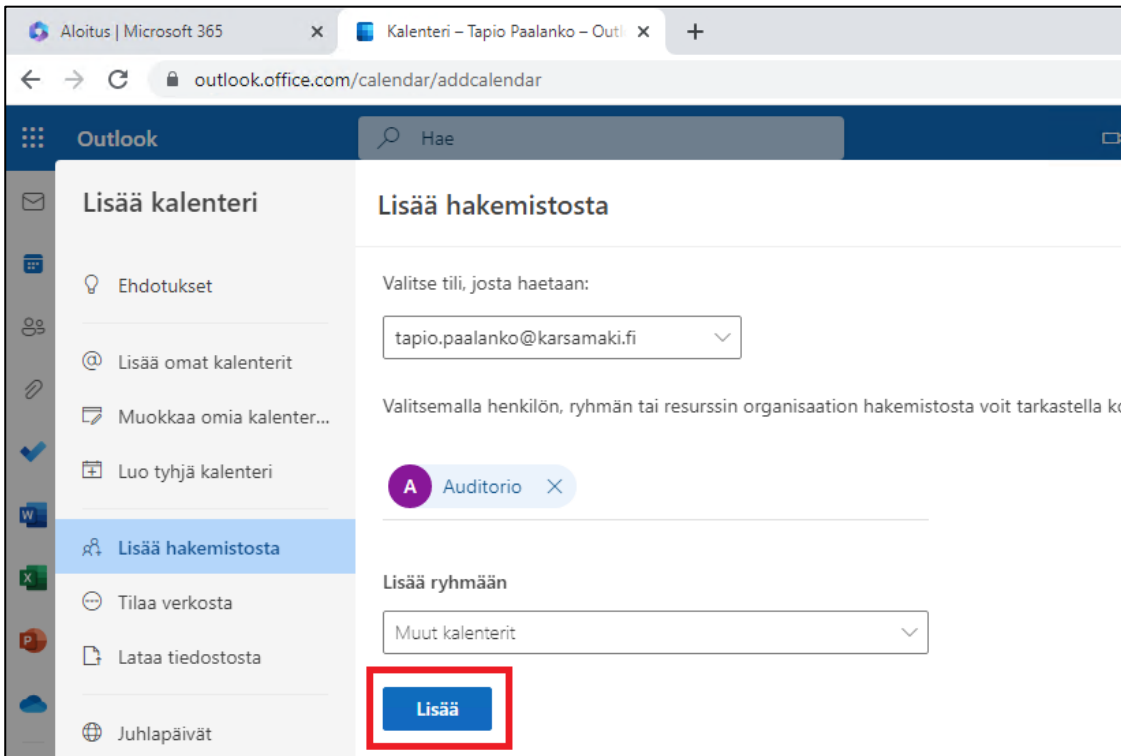 Aloitus | Microsoft 365
Kalenteri – Tapio Paalanko – Outl
outlook.office.com/calendar/addcalendar
Outlook
Hae
Lisää kalenteri
Ehdotukset
Lisää omat kalenterit
Muokkaa omia kalenter...
Luo tyhjä kalenteri
Lisää hakemistosta
Tilaa verkosta
Lataa tiedostosta
Juhlapäivät
Lisää hakemistosta
Valitse tili, josta haetaan:
tapio.paalanko@karsamaki.fi
Valitsemalla henkilön, ryhmän tai resurssin organisaation hakemistosta voit tarkastella ko
A Auditorio
Lisää ryhmään
Muut kalenterit
Lisää